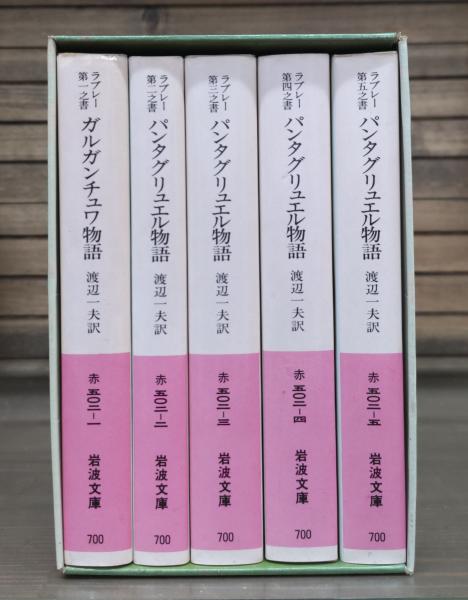 ラブレー
第一之書
ガルガンチュワ物語
渡辺一夫訳
赤 五〇二-一
岩波文庫
700
ラブレー
第二之書
パンタグリュエル物語
渡辺一夫訳
赤 五〇二-二
岩波文庫
700
ラブレー
第三之書
パンタグリュエル物語
渡辺一夫訳
赤 五〇二-三
岩波文庫
700
ラブレー
第四之書
パンタグリュエル物語
渡辺一夫訳
赤 五〇二-四
岩波文庫
700
ラブレー
第五之書
パンタグリュエル物語
渡辺一夫訳
赤 五〇二-五
岩波文庫
700